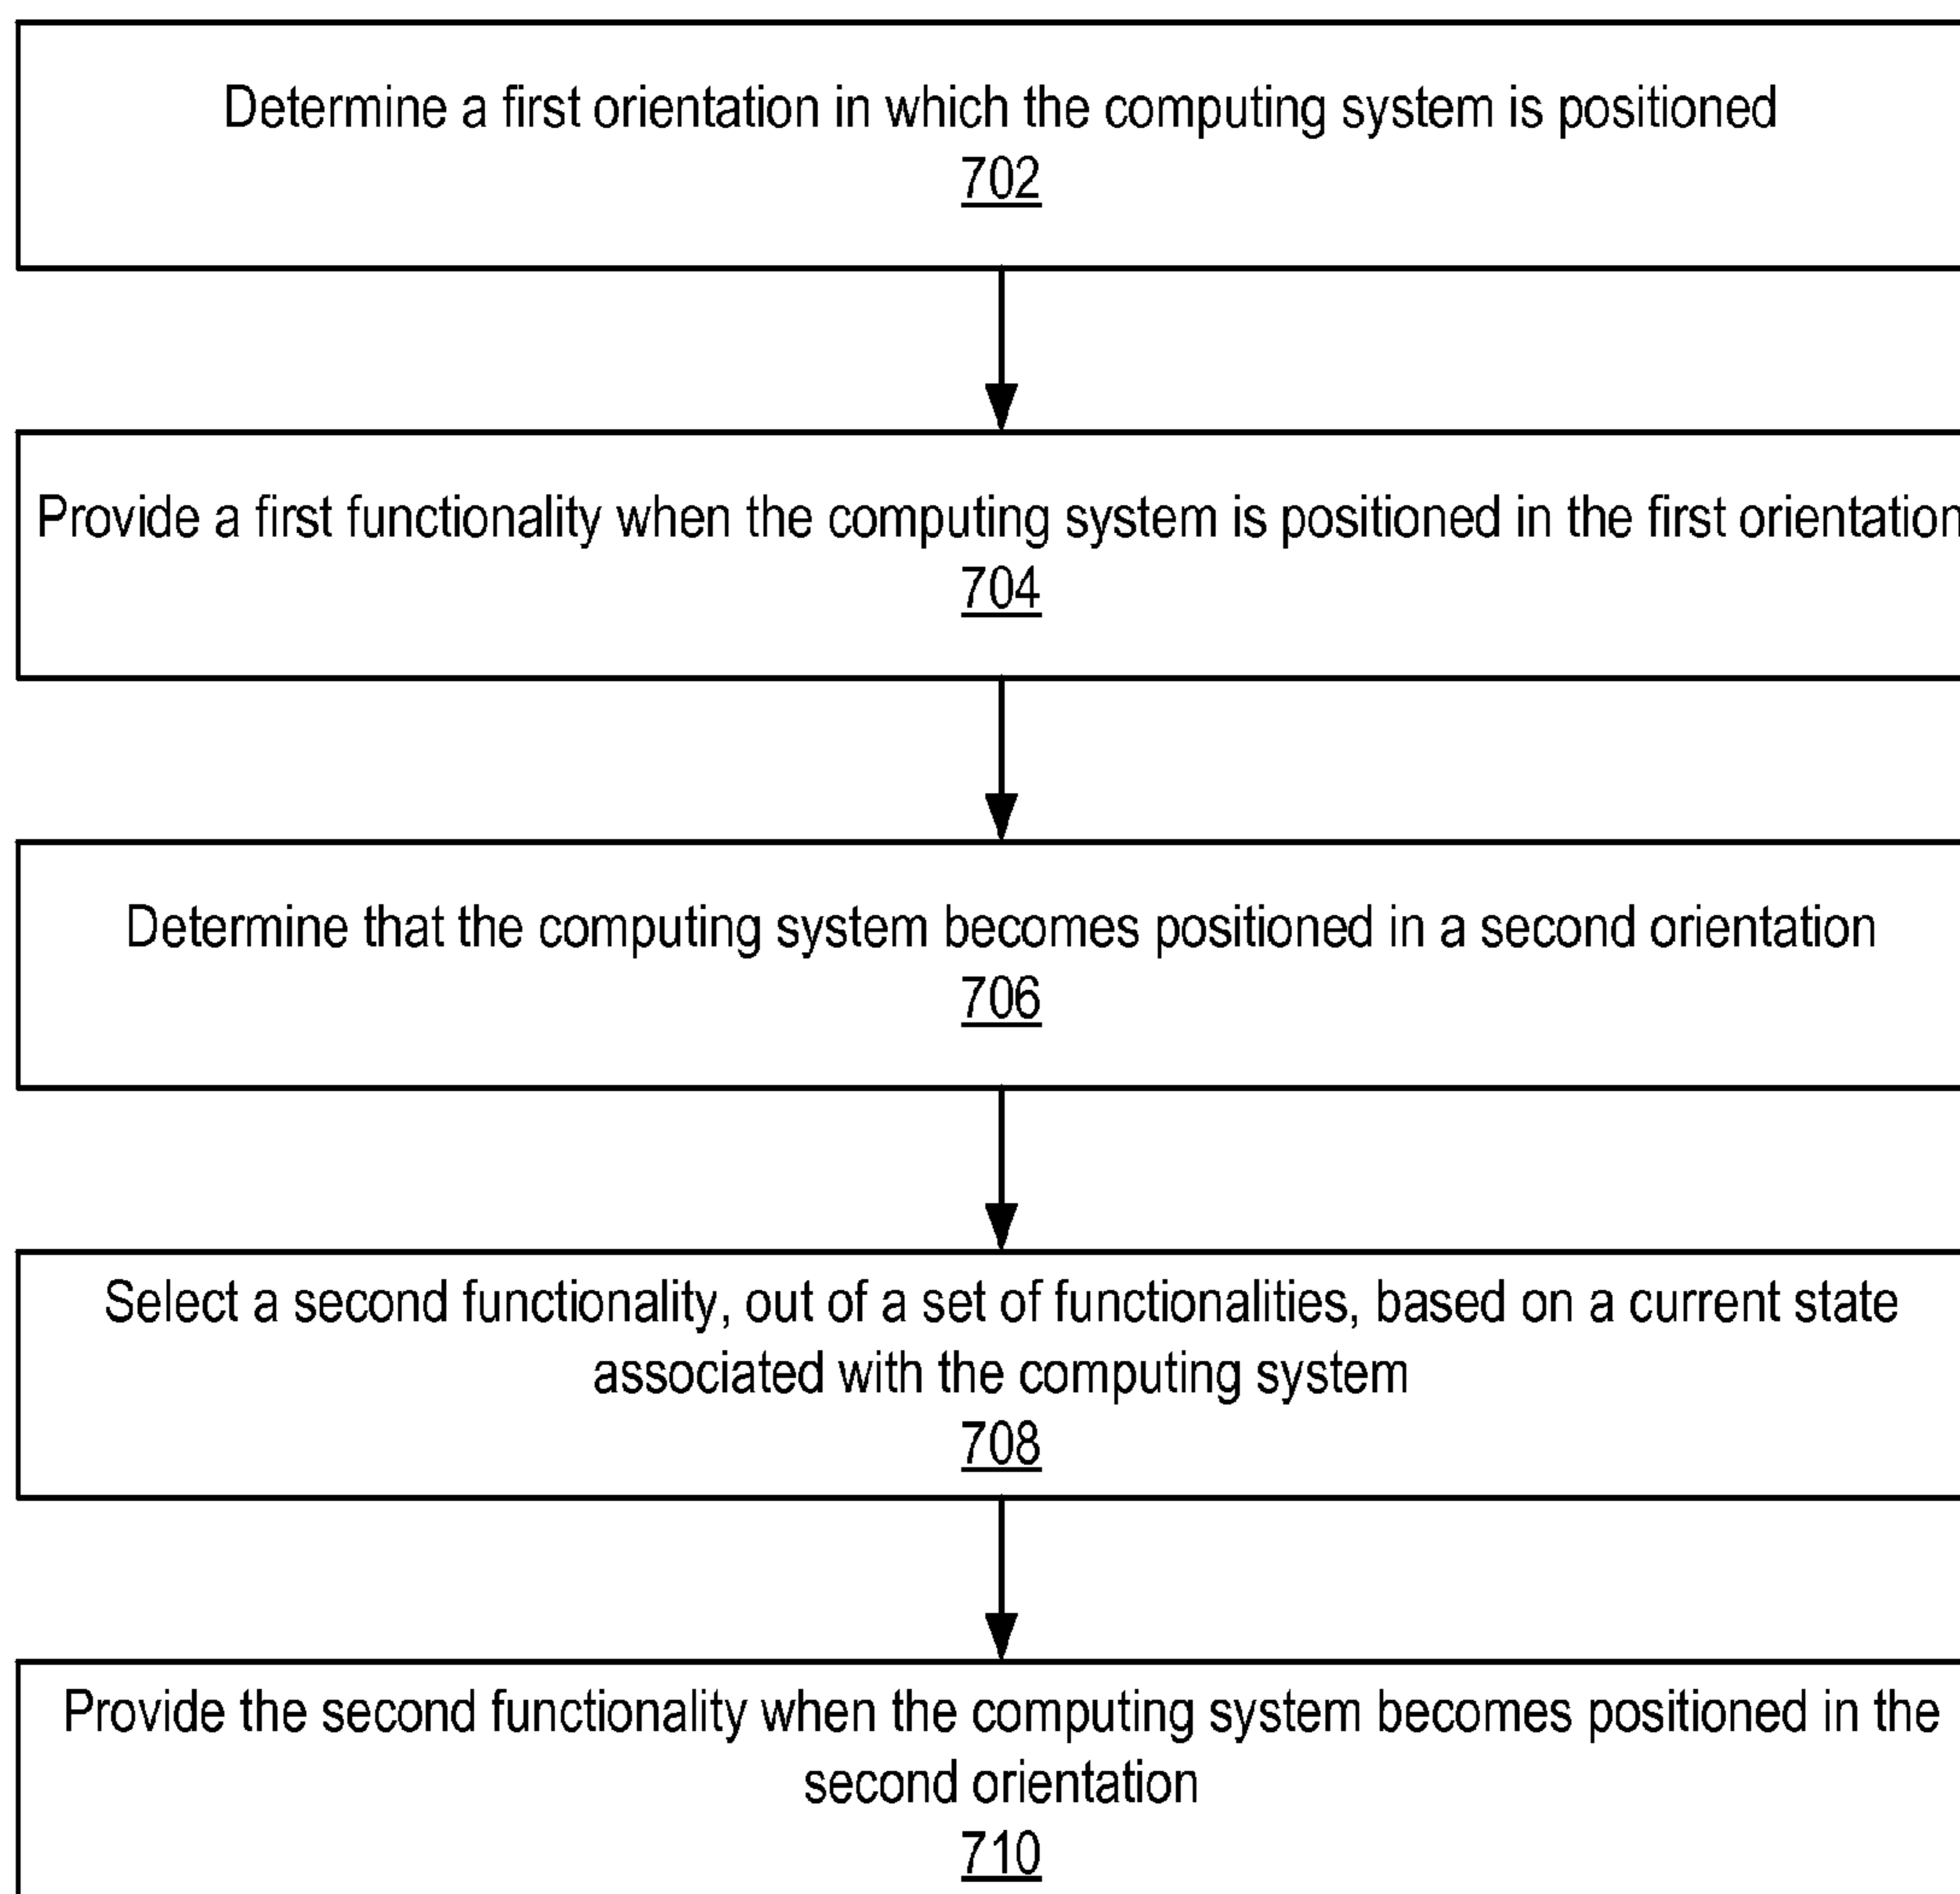 Determine a first orientation in which the computing system is positioned
702
Provide a first functionality when the computing system is positioned in the first orientation
704
Determine that the computing system becomes positioned in a second orientation
706
Select a second functionality, out of a set of functionalities, based on a current state
associated with the computing system
708
Provide the second functionality when the computing system becomes positioned in the
second orientation
710